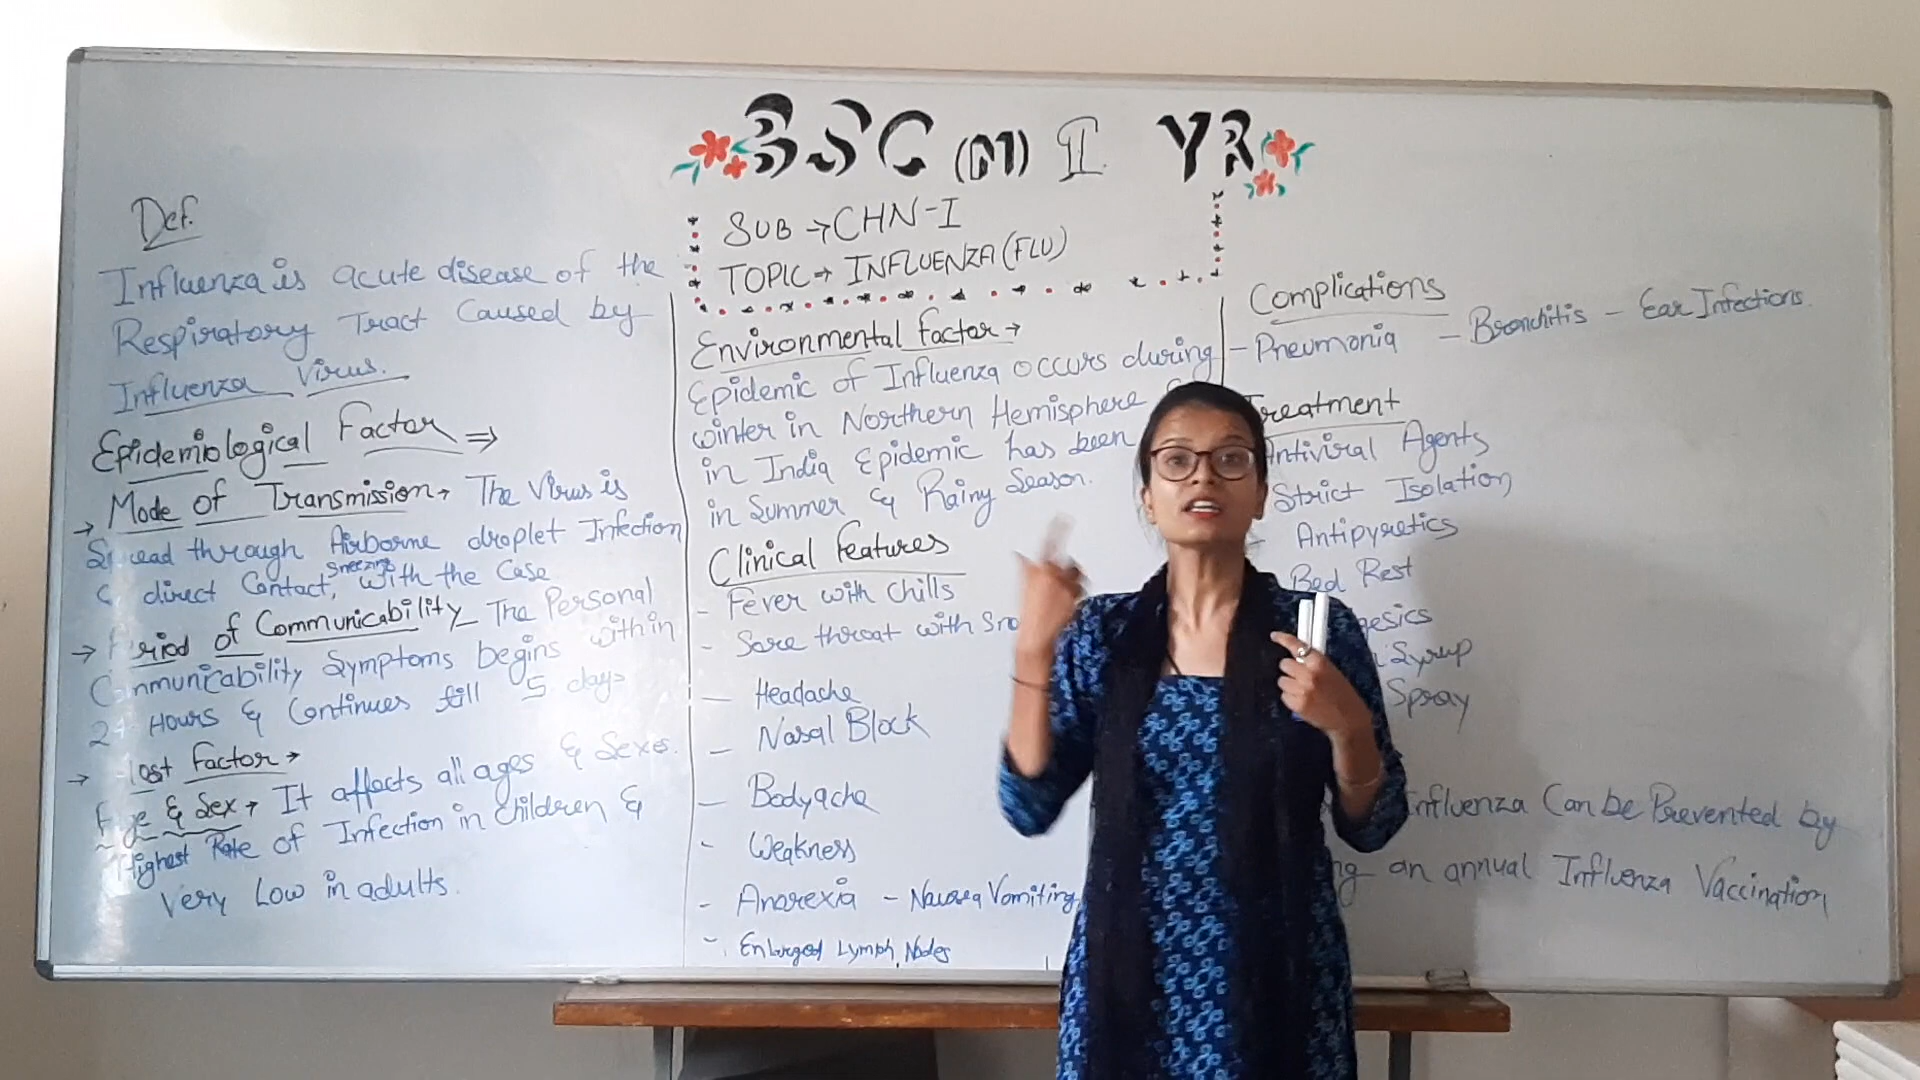 BSC (N) II YR
SUB → CHN-I
TOPIC → INFLUENZA (FLU)
Def.
Influenza is acute disease of the
Respiratory Tract Caused by
Influenza Virus.
Epidemiological Factor ⇒
→ Mode of Transmission → The Virus is
through Airborne droplet Infection
direct Contact, Sneezing with the Case
→ of Communicability The Personal
Communicability Symptoms begins within
Hours & Continues till 5 days
→ Host Factor →
Age & Sex → It affects all ages & Sexes.
Highest Rate of Infection in children &
Very Low in adults.
Environmental Factor →
Epidemic of Influenza occurs during
winter in Northern Hemisphere
in India Epidemic has been
in Summer & Rainy Season.
Clinical Features
- Fever with chills
- Sore throat with
- Headache
- Nasal Block
- Bodyache
- Weakness
- Anorexia - Nausea Vomiting
- Enlarged Lymph Nodes
Complications
- Pneumonia - Bronchitis - Ear Infections.
Treatment
Antiviral Agents
Strict Isolation
- Antipyretics
Bed Rest
Syrup
Spray
Influenza Can be Prevented by
an annual Influenza Vaccination